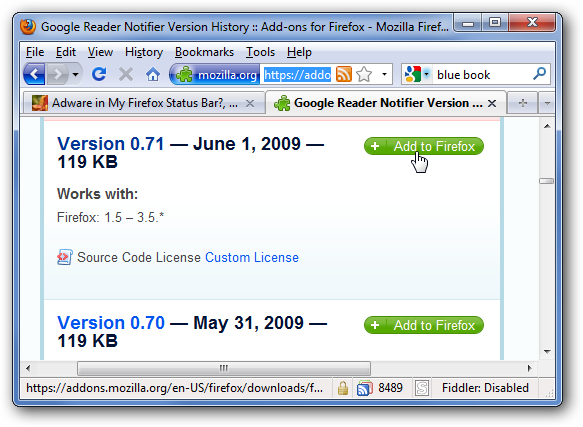 Google Reader Notifier Version History :: Add-ons for Firefox - Mozilla Firef...
File Edit View History Bookmarks Tools Help
mozilla.org https://addo blue book
Adware in My Firefox Status Bar?, ... Google Reader Notifier Version ...
Version 0.71 — June 1, 2009 —
119 KB
+ Add to Firefox
Works with:
Firefox: 1.5 – 3.5.*
Source Code License Custom License
Version 0.70 — May 31, 2009 —
119 KB
+ Add to Firefox
https://addons.mozilla.org/en-US/firefox/downloads/f... 8489 S Fiddler: Disabled